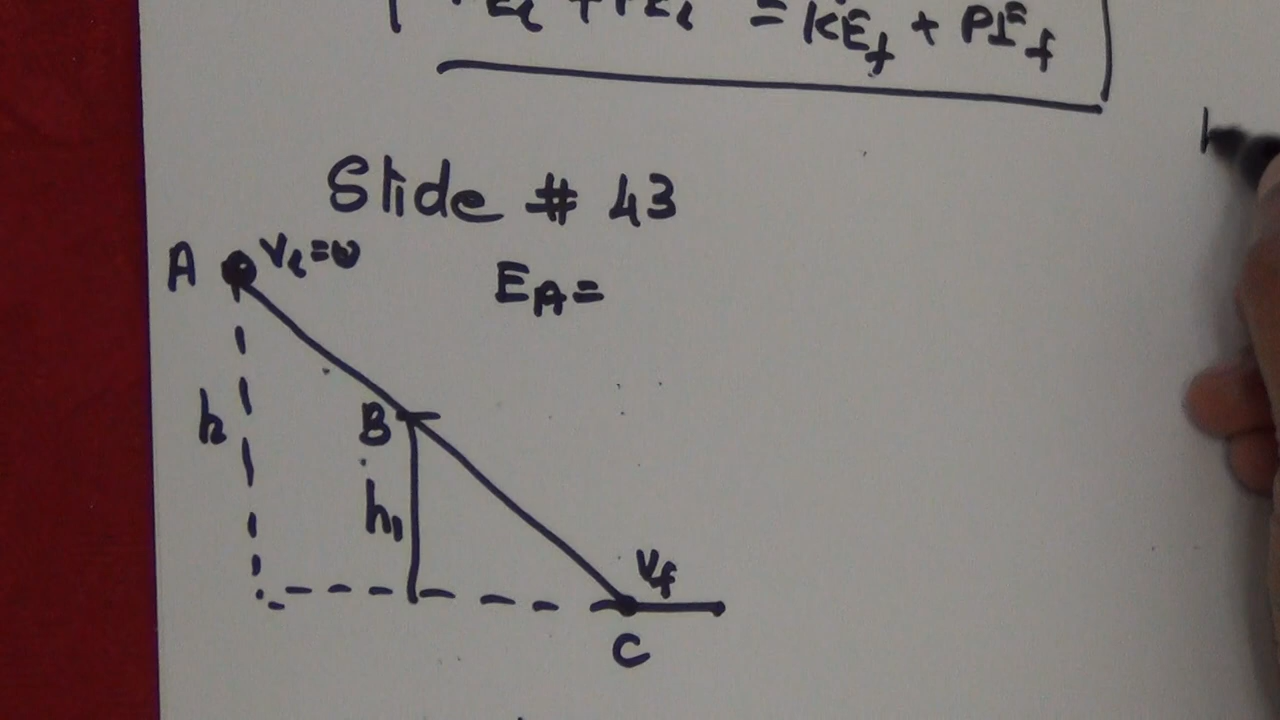 = KEf + PEf
Slide # 43
A Vi=0
EA=
h
B
h1
Vf
C